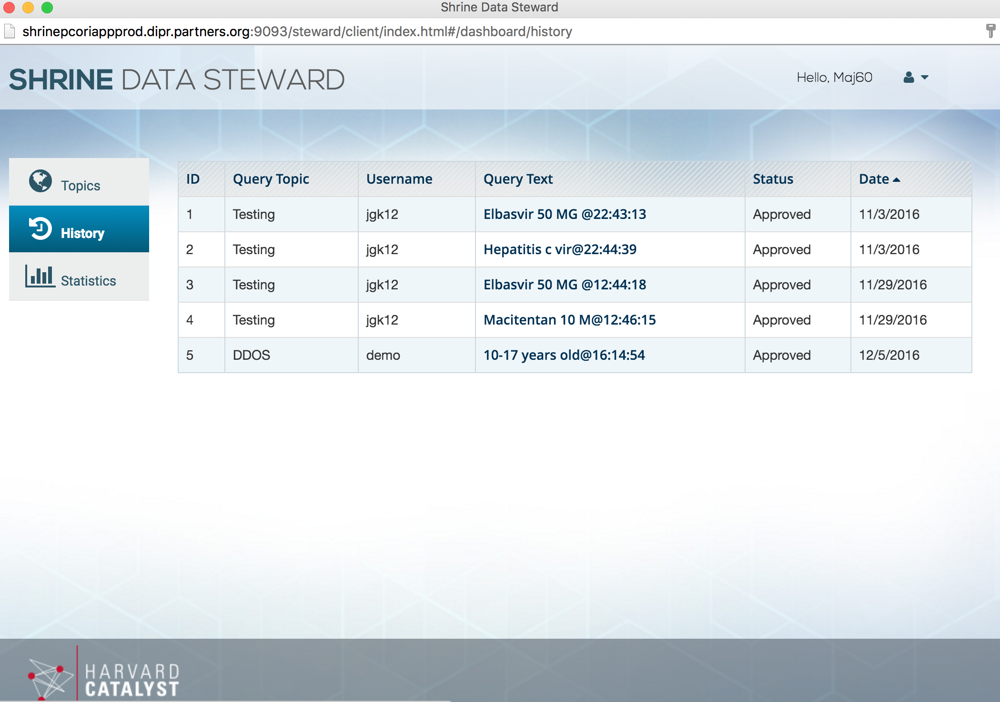 Shrine Data Steward
shrinepcoriappprod.dipr.partners.org:9093/steward/client/index.html#/dashboard/history
SHRINE DATA STEWARD
Hello, Maj60
Topics
History
Statistics
ID Query Topic Username Query Text Status Date
1 Testing jgk12 Elbasvir 50 MG @22:43:13 Approved 11/3/2016
2 Testing jgk12 Hepatitis c vir@22:44:39 Approved 11/3/2016
3 Testing jgk12 Elbasvir 50 MG @12:44:18 Approved 11/29/2016
4 Testing jgk12 Macitentan 10 M@12:46:15 Approved 11/29/2016
5 DDOS demo 10-17 years old@16:14:54 Approved 12/5/2016
HARVARD
CATALYST